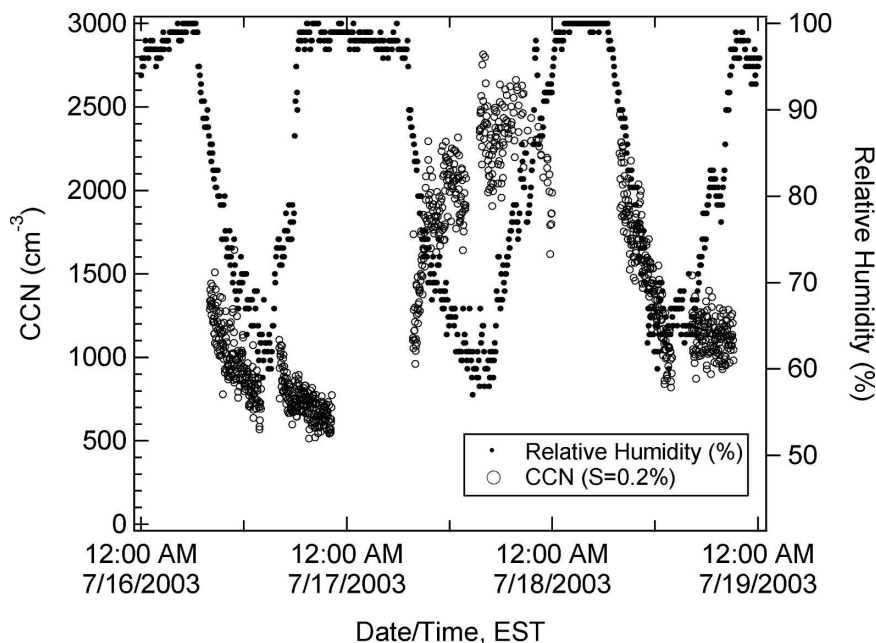 3000
2500
2000
1500
1000
500
0
CCN (cm-3)
100
90
80
70
60
50
Relative Humidity (%)
Relative Humidity (%)
CCN (S=0.2%)
12:00 AM 12:00 AM 12:00 AM 12:00 AM
7/16/2003 7/17/2003 7/18/2003 7/19/2003
Date/Time, EST